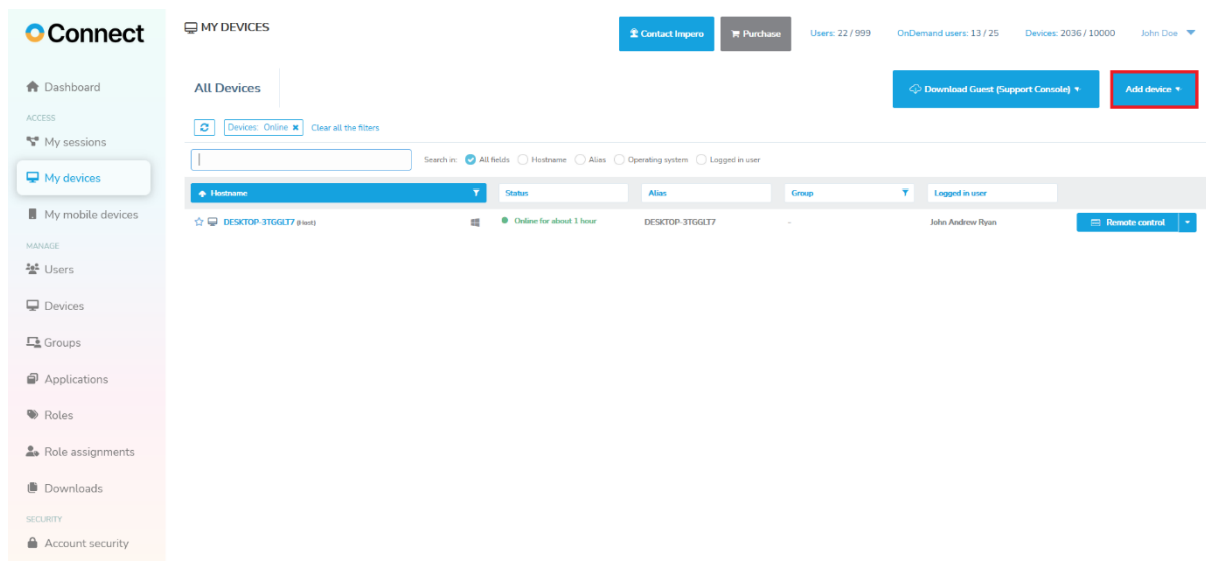 Connect
MY DEVICES
Contact Impero
Purchase
Users: 22 / 999
OnDemand users: 13 / 25
Devices: 2036 / 10000
John Doe
Dashboard
ACCESS
My sessions
My devices
My mobile devices
MANAGE
Users
Devices
Groups
Applications
Roles
Role assignments
Downloads
SECURITY
Account security
All Devices
Download Guest (Support Console)
Add device
Devices: Online
Clear all the filters
Search in: All fields Hostname Alias Operating system Logged in user
Hostname Status Alias Group Logged in user
DESKTOP-3TGGLT7 (Host) Online for about 1 hour DESKTOP-3TGGLT7 - John Andrew Ryan Remote control